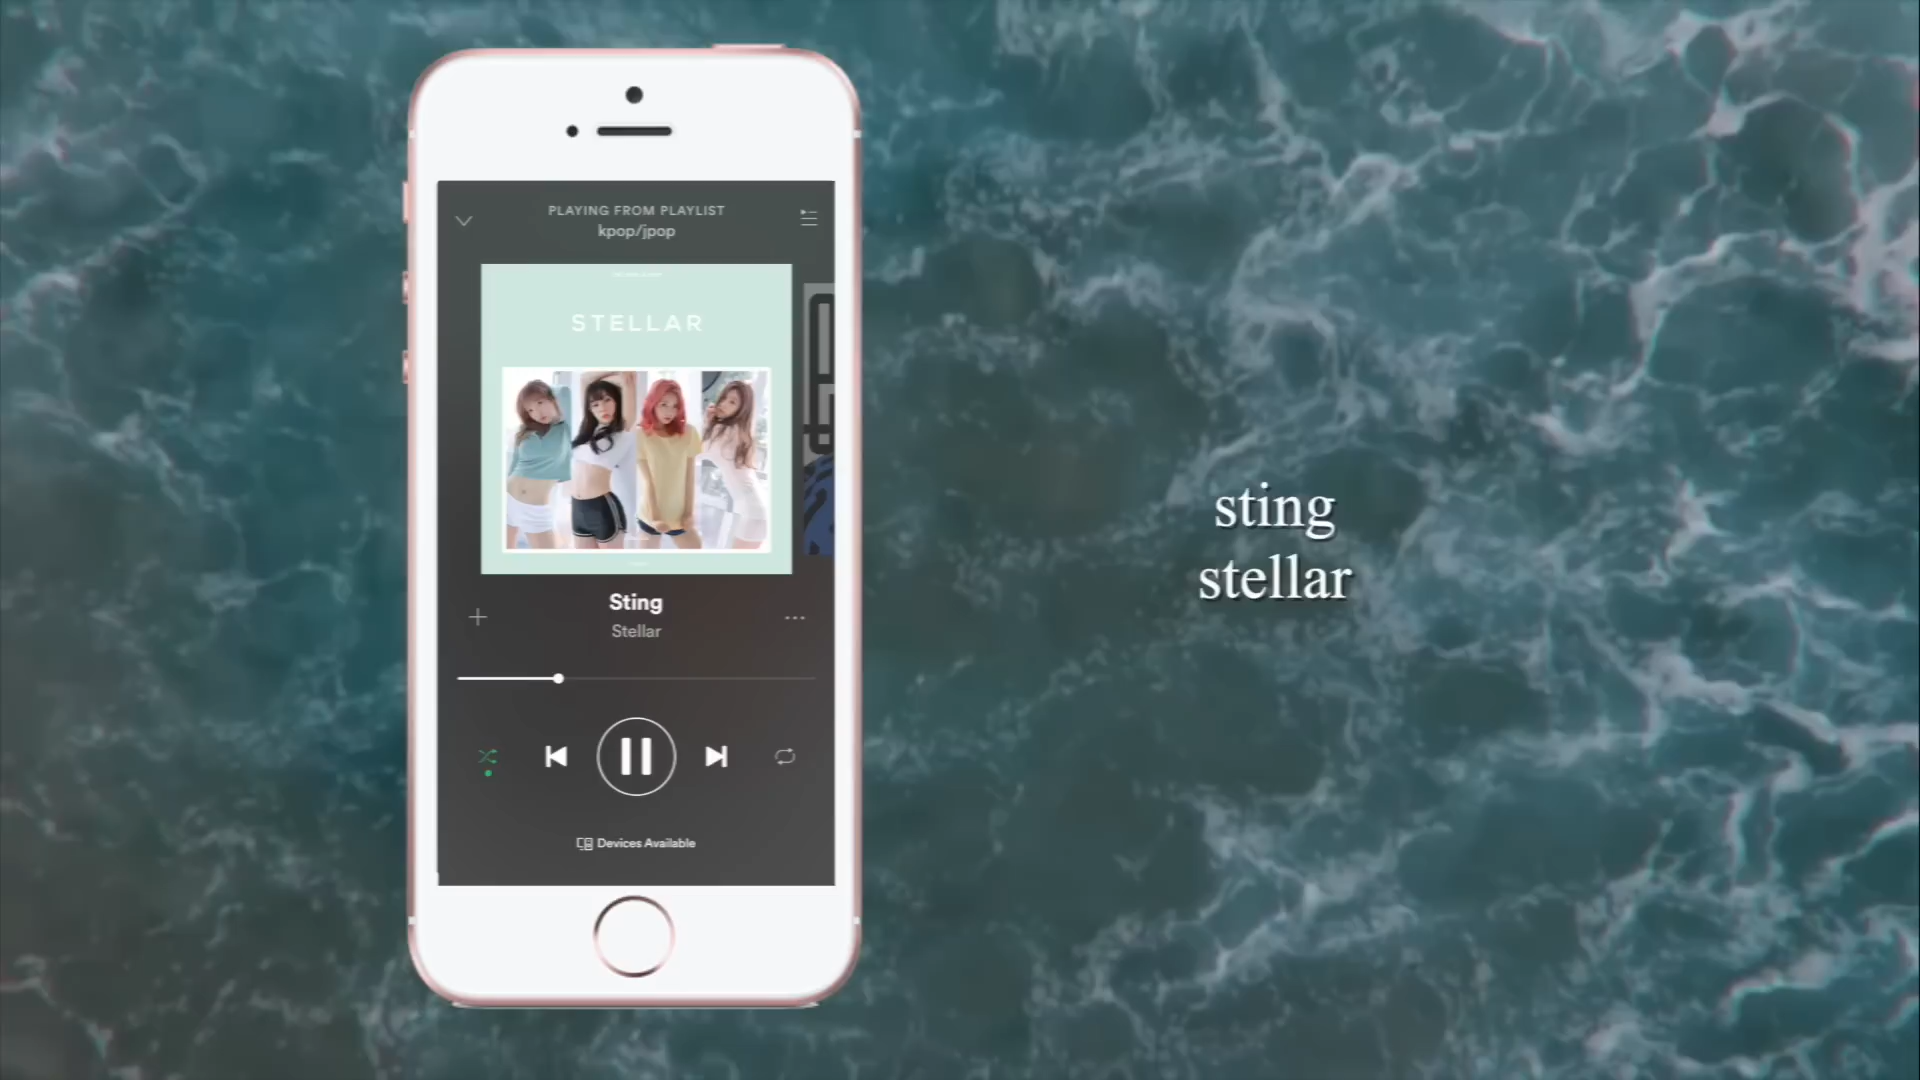 PLAYING FROM PLAYLIST
kpop/jpop
STELLAR
Sting
Stellar
Devices Available
sting
stellar